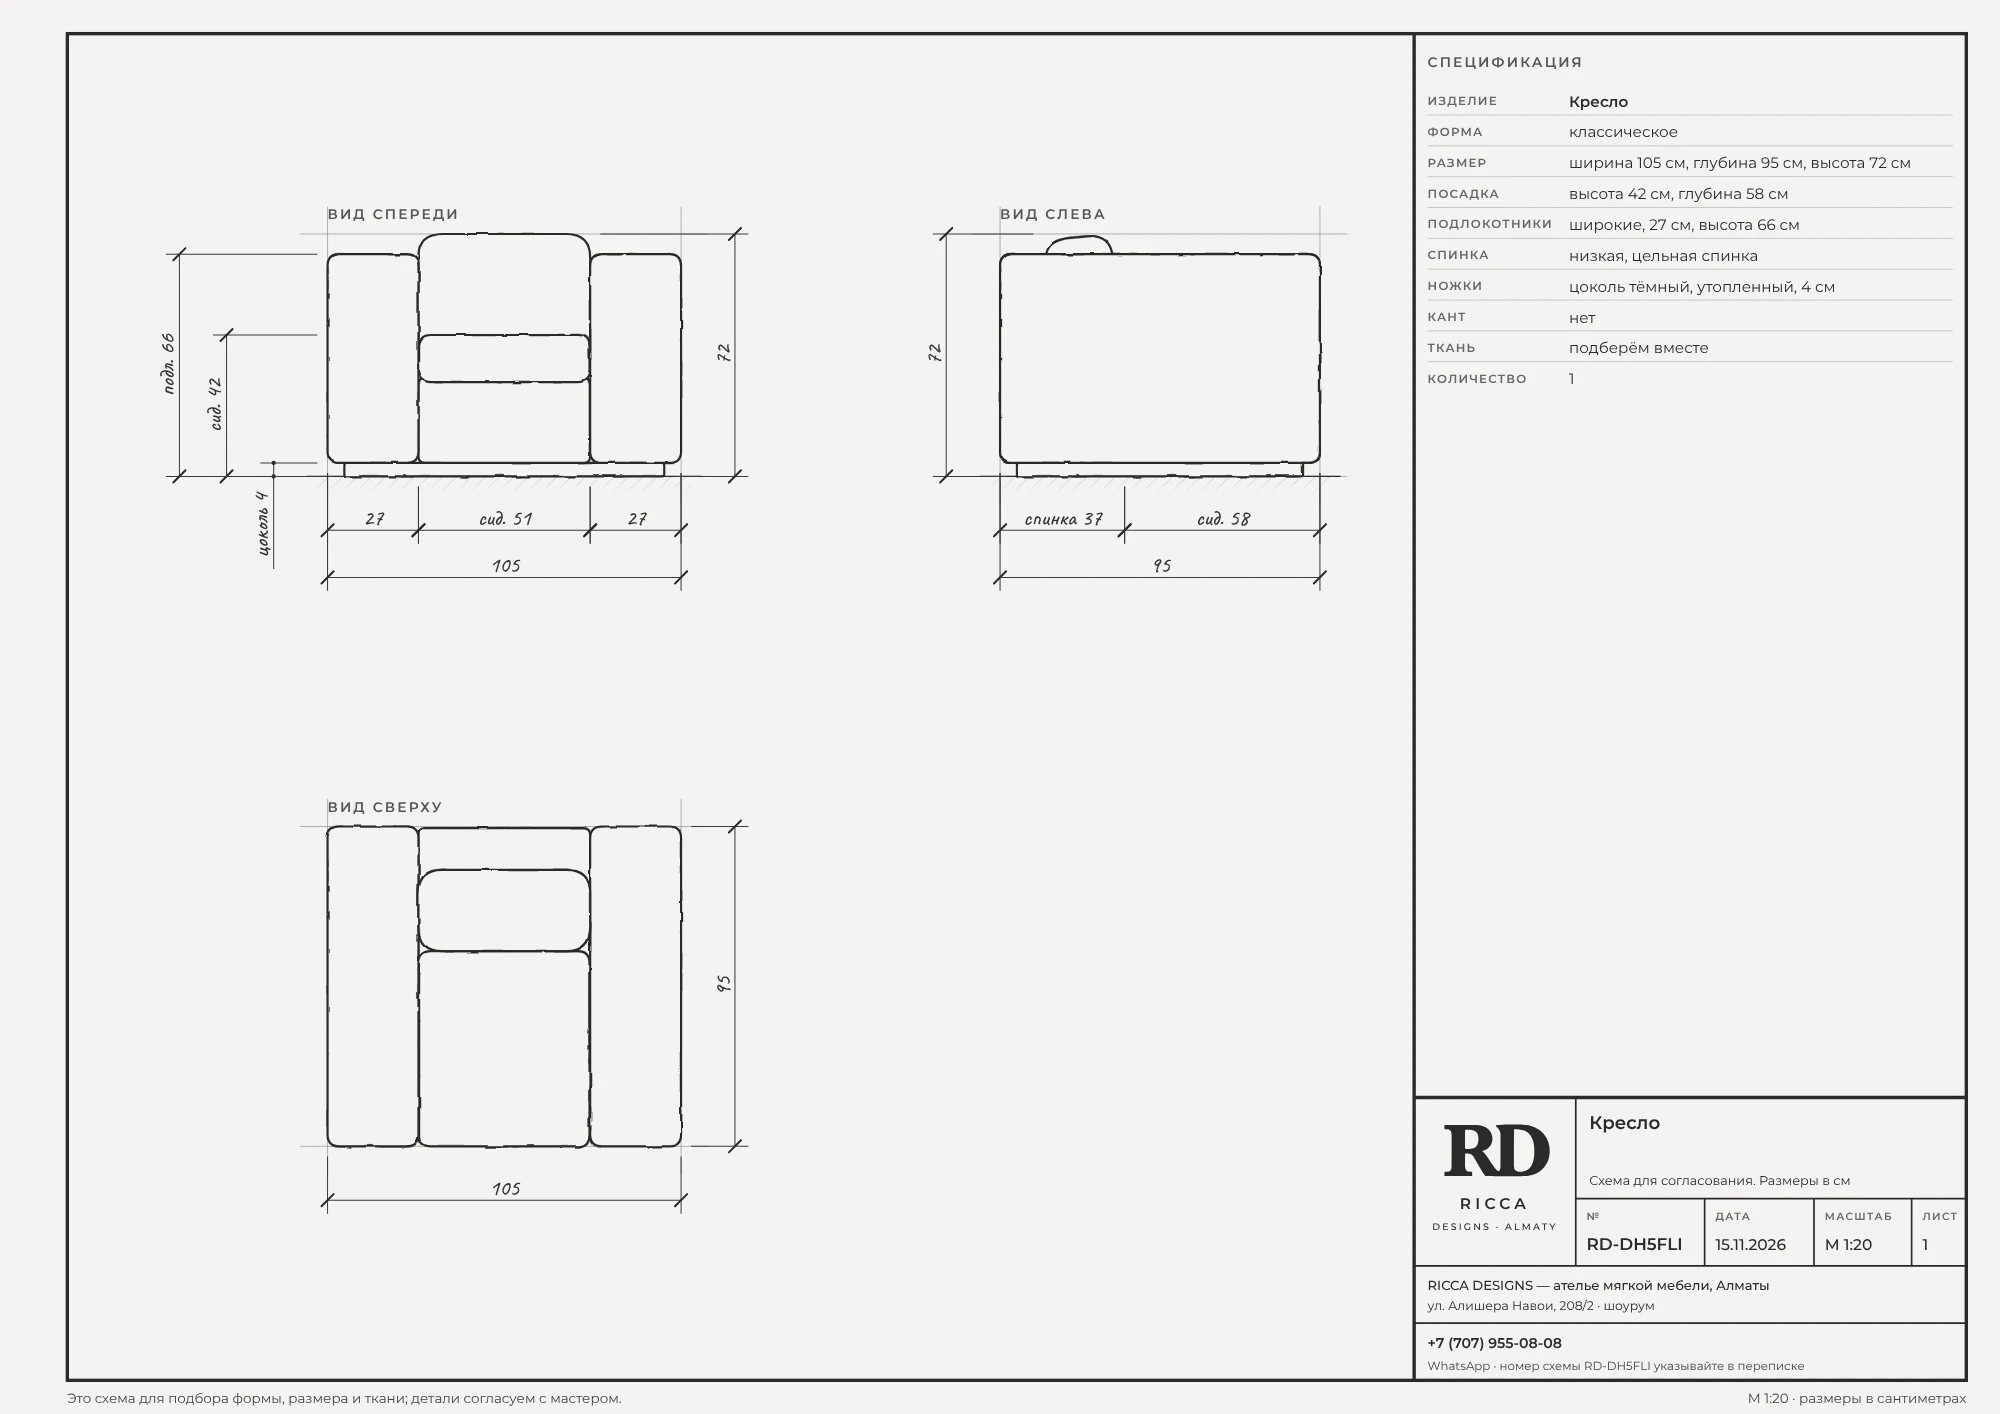 ВИД СПЕРЕДИ
подл. 66
сид. 42
цоколь 4
72
27
сид. 51
27
105
ВИД СЛЕВА
72
спинка 37
сид. 58
95
ВИД СВЕРХУ
95
105
СПЕЦИФИКАЦИЯ
ИЗДЕЛИЕ Кресло
ФОРМА классическое
РАЗМЕР ширина 105 см, глубина 95 см, высота 72 см
ПОСАДКА высота 42 см, глубина 58 см
ПОДЛОКОТНИКИ широкие, 27 см, высота 66 см
СПИНКА низкая, цельная спинка
НОЖКИ цоколь тёмный, утопленный, 4 см
КАНТ нет
ТКАНЬ подберём вместе
КОЛИЧЕСТВО 1
RD
RICCA
DESIGNS · ALMATY
Кресло
Схема для согласования. Размеры в см
№ ДАТА МАСШТАБ ЛИСТ
RD-DH5FLI 15.11.2026 М 1:20 1
RICCA DESIGNS — ателье мягкой мебели, Алматы
ул. Алишера Навои, 208/2 · шоурум
+7 (707) 955-08-08
WhatsApp · номер схемы RD-DH5FLI указывайте в переписке
Это схема для подбора формы, размера и ткани; детали согласуем с мастером.
М 1:20 · размеры в сантиметрах